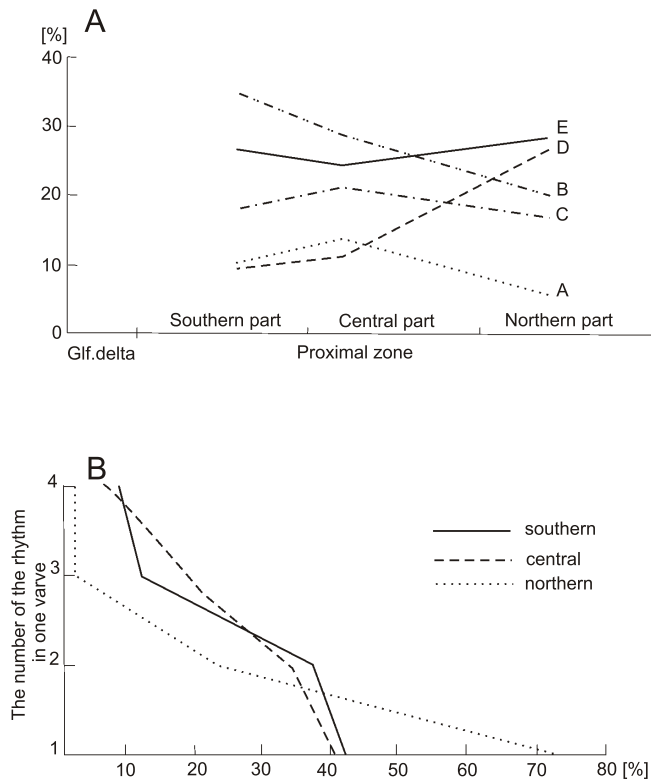 A
[%]
40
30
20
10
0
E
D
B
C
A
Southern part
Central part
Northern part
Glf.delta
Proximal zone
B
The number of the rhythm
in one varve
4
3
2
1
southern
central
northern
10 20 30 40 50 60 70 80 [%]